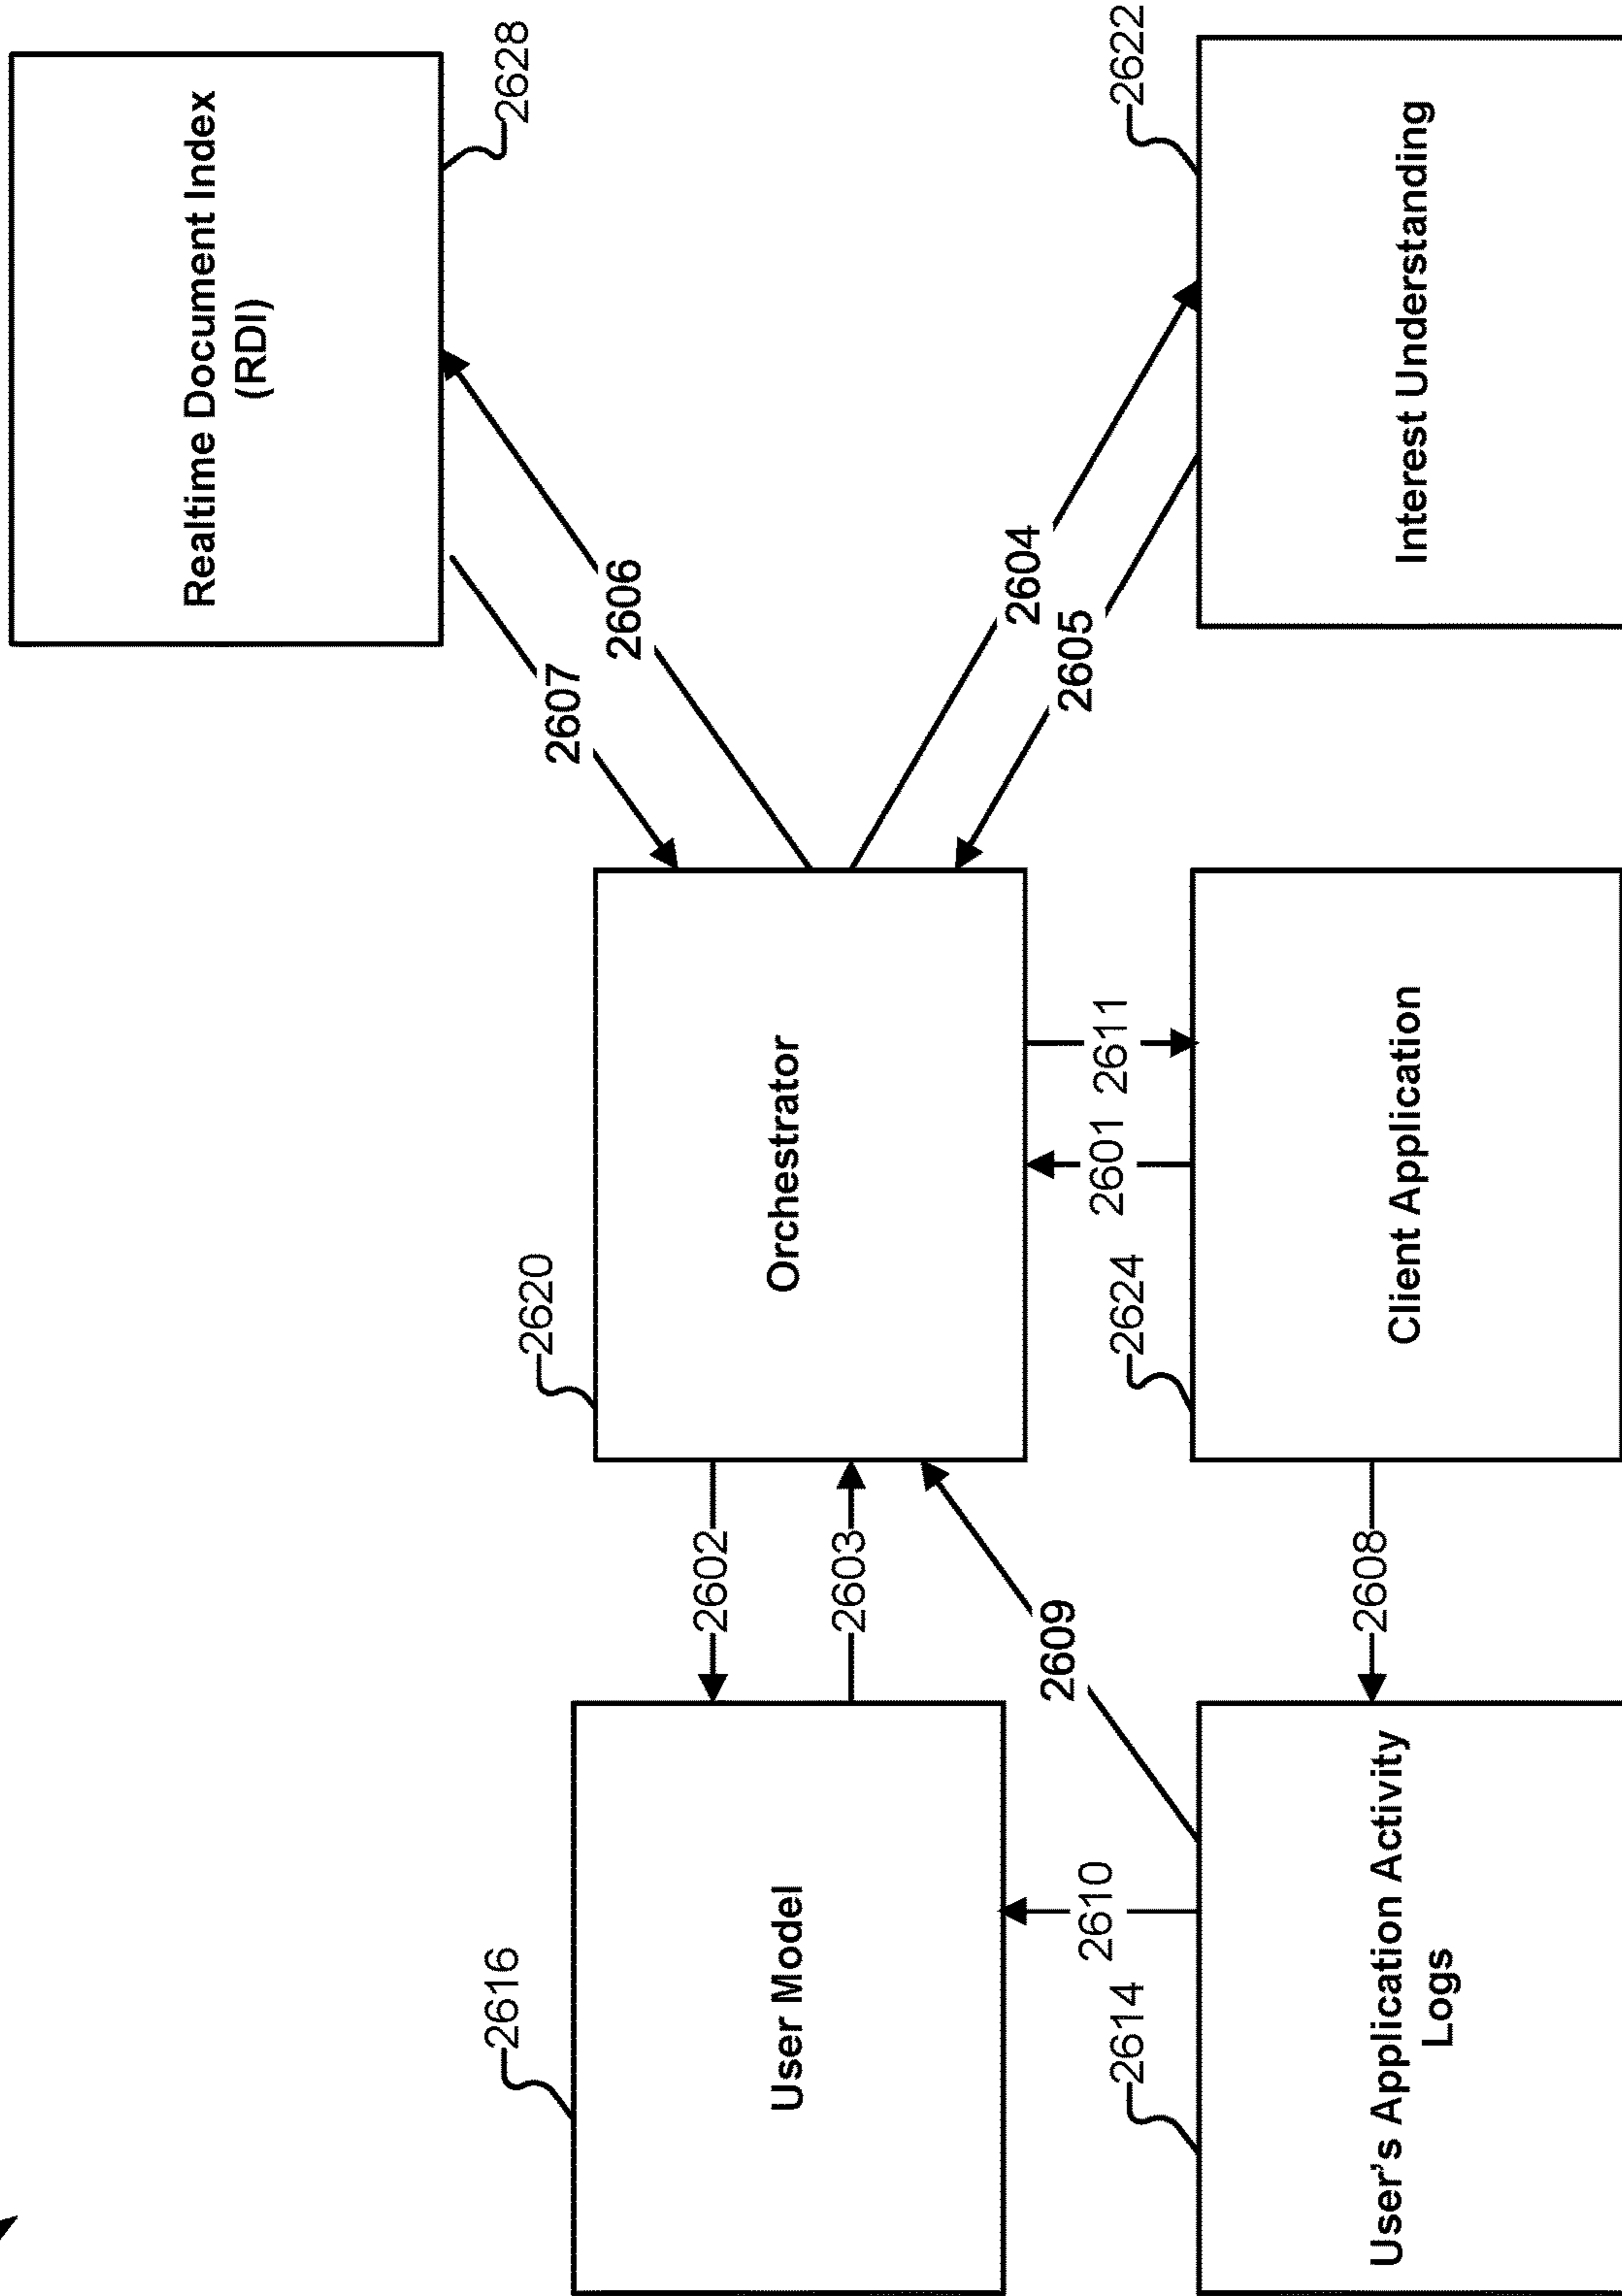 Realtime Document Index
(RDI)
2628
2607
2606
2620
Orchestrator
2616
User Model
2602
2603
2604
2605
2609
2601
2611
2610
2622
Interest Understanding
2624
Client Application
2608
2614
User's Application Activity
Logs